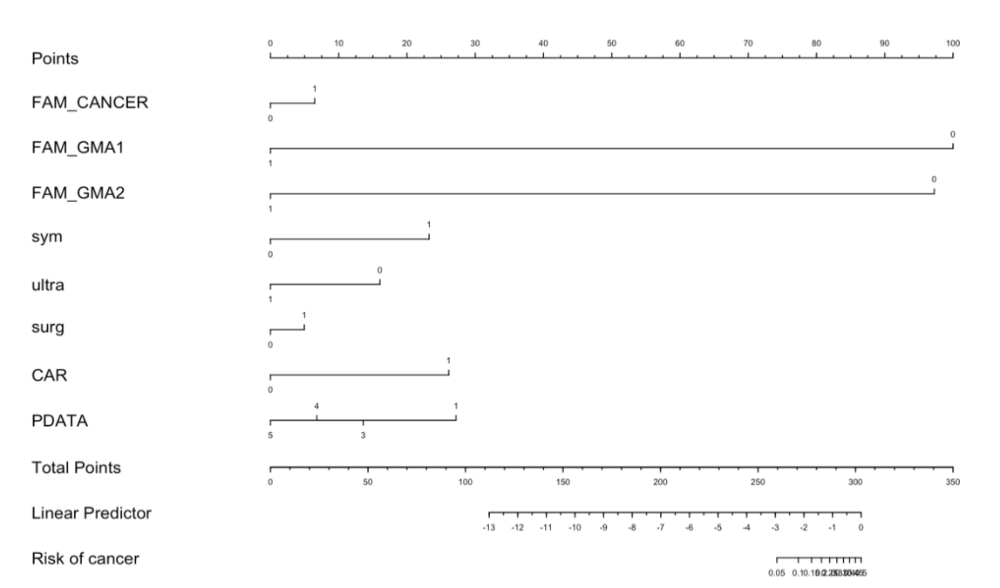 0 10 20 30 40 50 60 70 80 90 100
Points
1
FAM_CANCER
0
0
FAM_GMA1
1
0
FAM_GMA2
1
1
sym
0
0
ultra
1
1
surg
0
1
CAR
0
4 1
PDATA
5 3
Total Points
0 50 100 150 200 250 300 350
Linear Predictor
-13 -12 -11 -10 -9 -8 -7 -6 -5 -4 -3 -2 -1 0
Risk of cancer
0.05